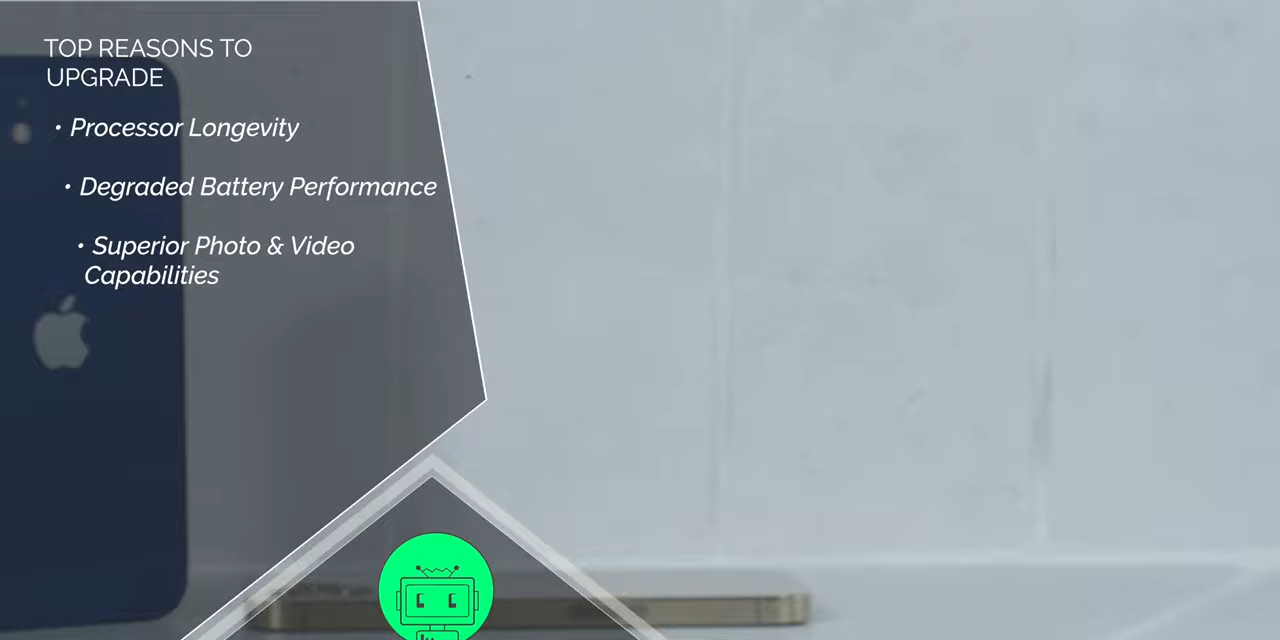 TOP REASONS TO
UPGRADE
• Processor Longevity
• Degraded Battery Performance
• Superior Photo & Video
Capabilities